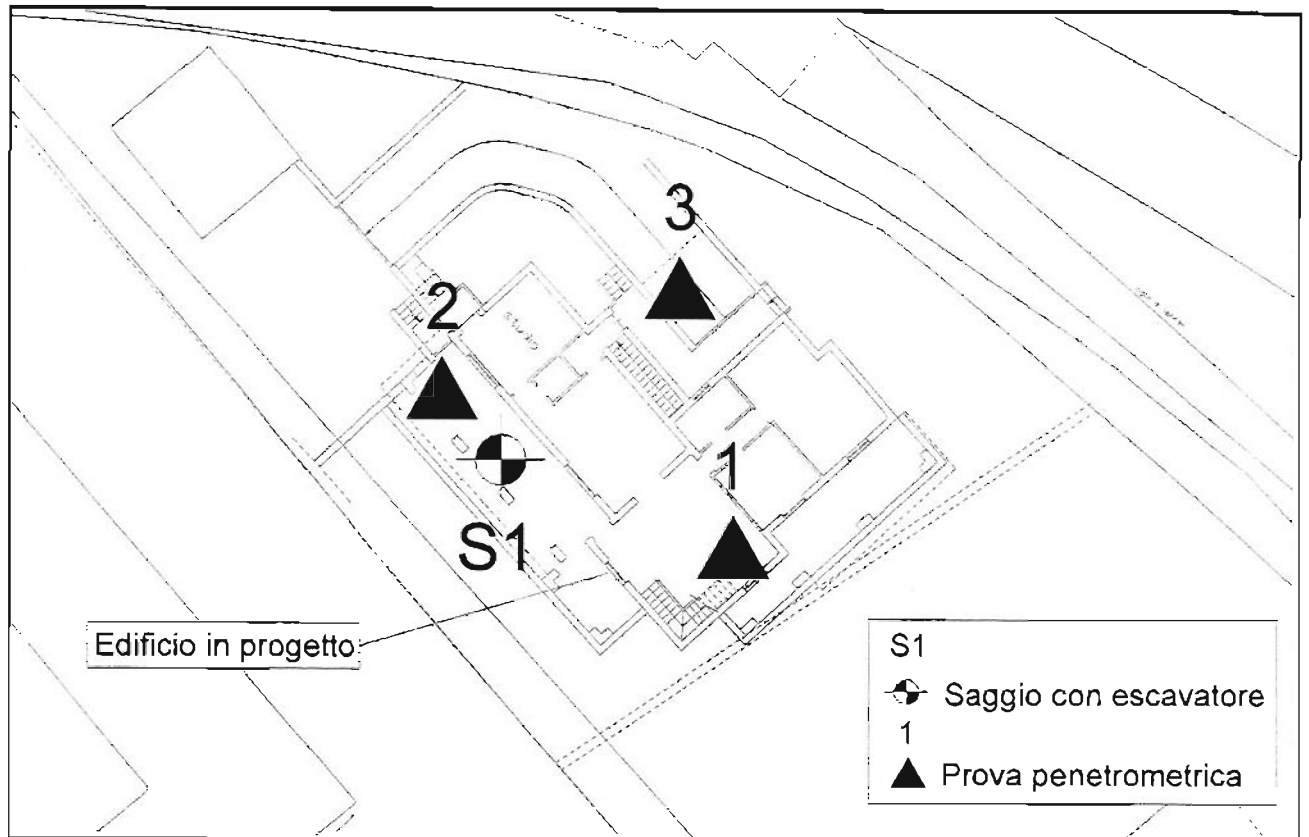 3
2
1
S1
Edificio in progetto
S1
Saggio con escavatore
1
Prova penetrometrica